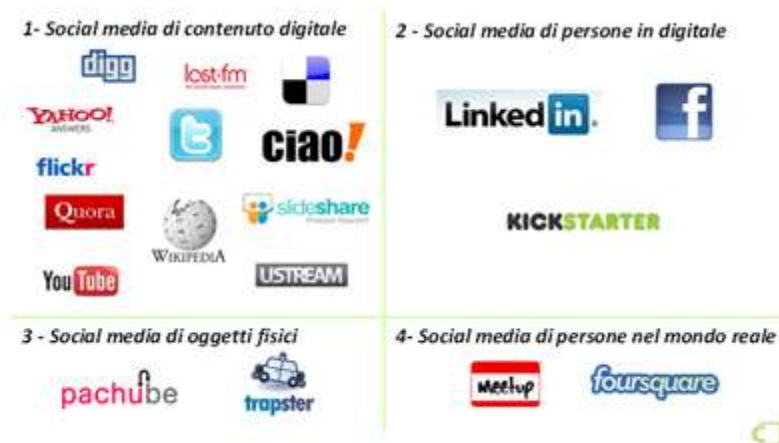 1- Social media di contenuto digitale
digg
lost·fm
YAHOO!
ANSWERS
t
ciao!
flickr
Quora
WIKIPEDIA
slideshare
You Tube
USTREAM
2 - Social media di persone in digitale
Linked in.
f
KICKSTARTER
3 - Social media di oggetti fisici
pachube
trapster
4- Social media di persone nel mondo reale
Meetup
foursquare